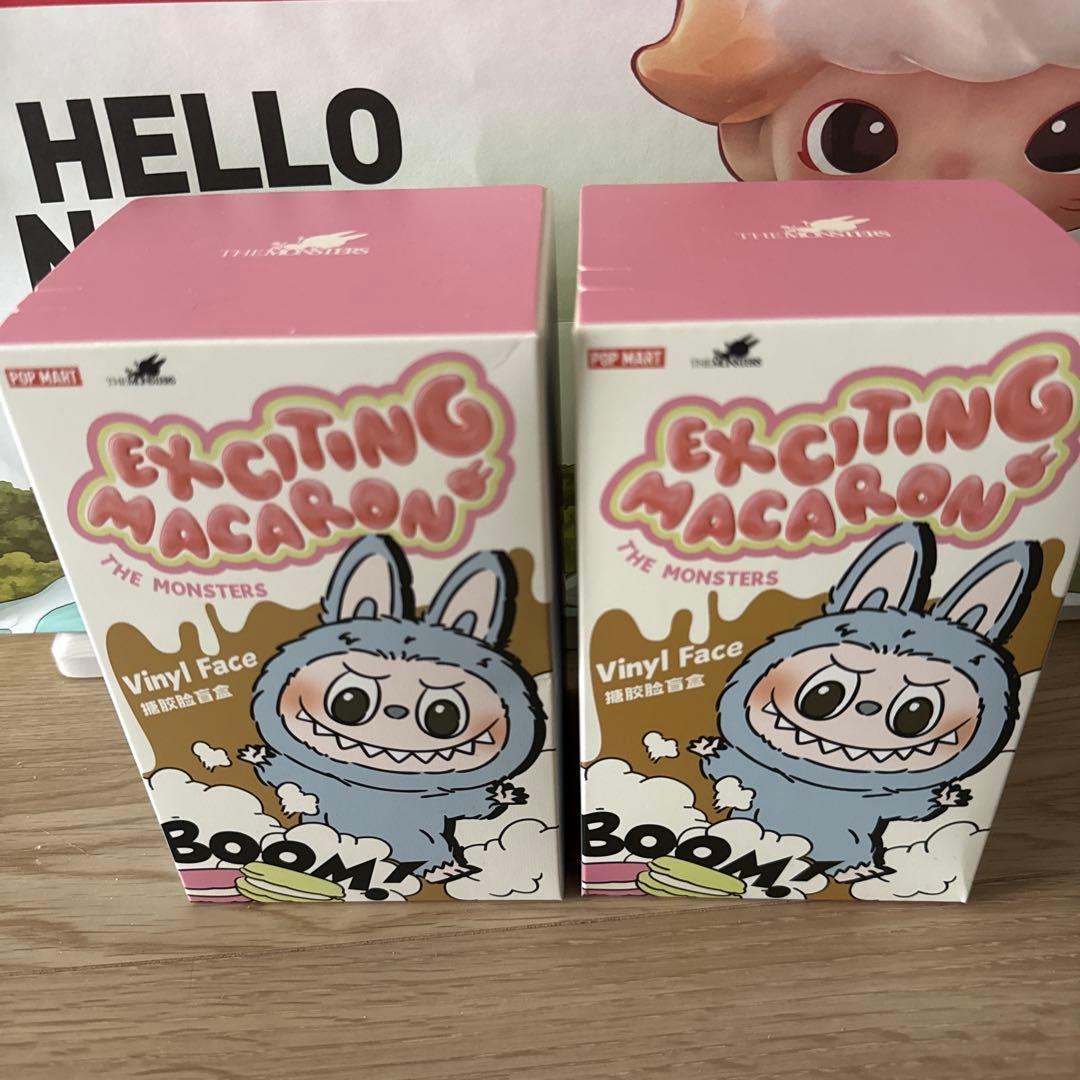 HELLO
N
THE MONSTERS
POP MART
THE MONSTERS
EXCITING
MACARON
THE MONSTERS
Vinyl Face
搪胶脸盲盒
BOOM!
THE MONSTERS
POP MART
THE MONSTERS
EXCITING
MACARON
THE MONSTERS
Vinyl Face
搪胶脸盲盒
BOOM!